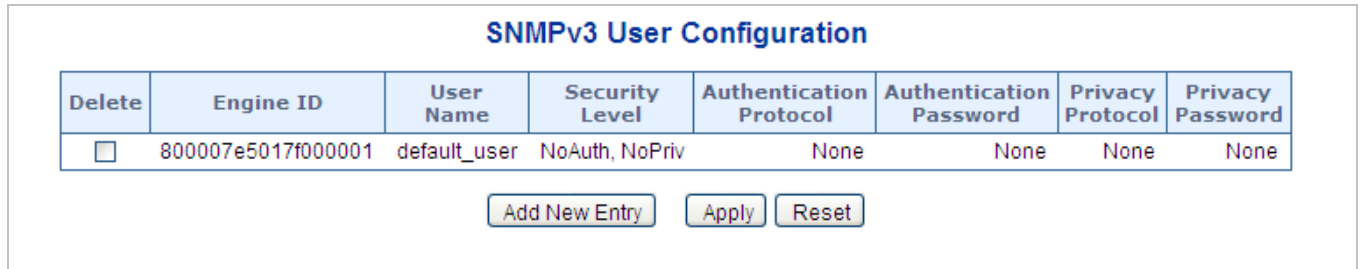 SNMPv3 User Configuration
Delete Engine ID User Name Security Level Authentication Protocol Authentication Password Privacy Protocol Privacy Password
800007e5017f000001 default_user NoAuth, NoPriv None None None None
Add New Entry Apply Reset